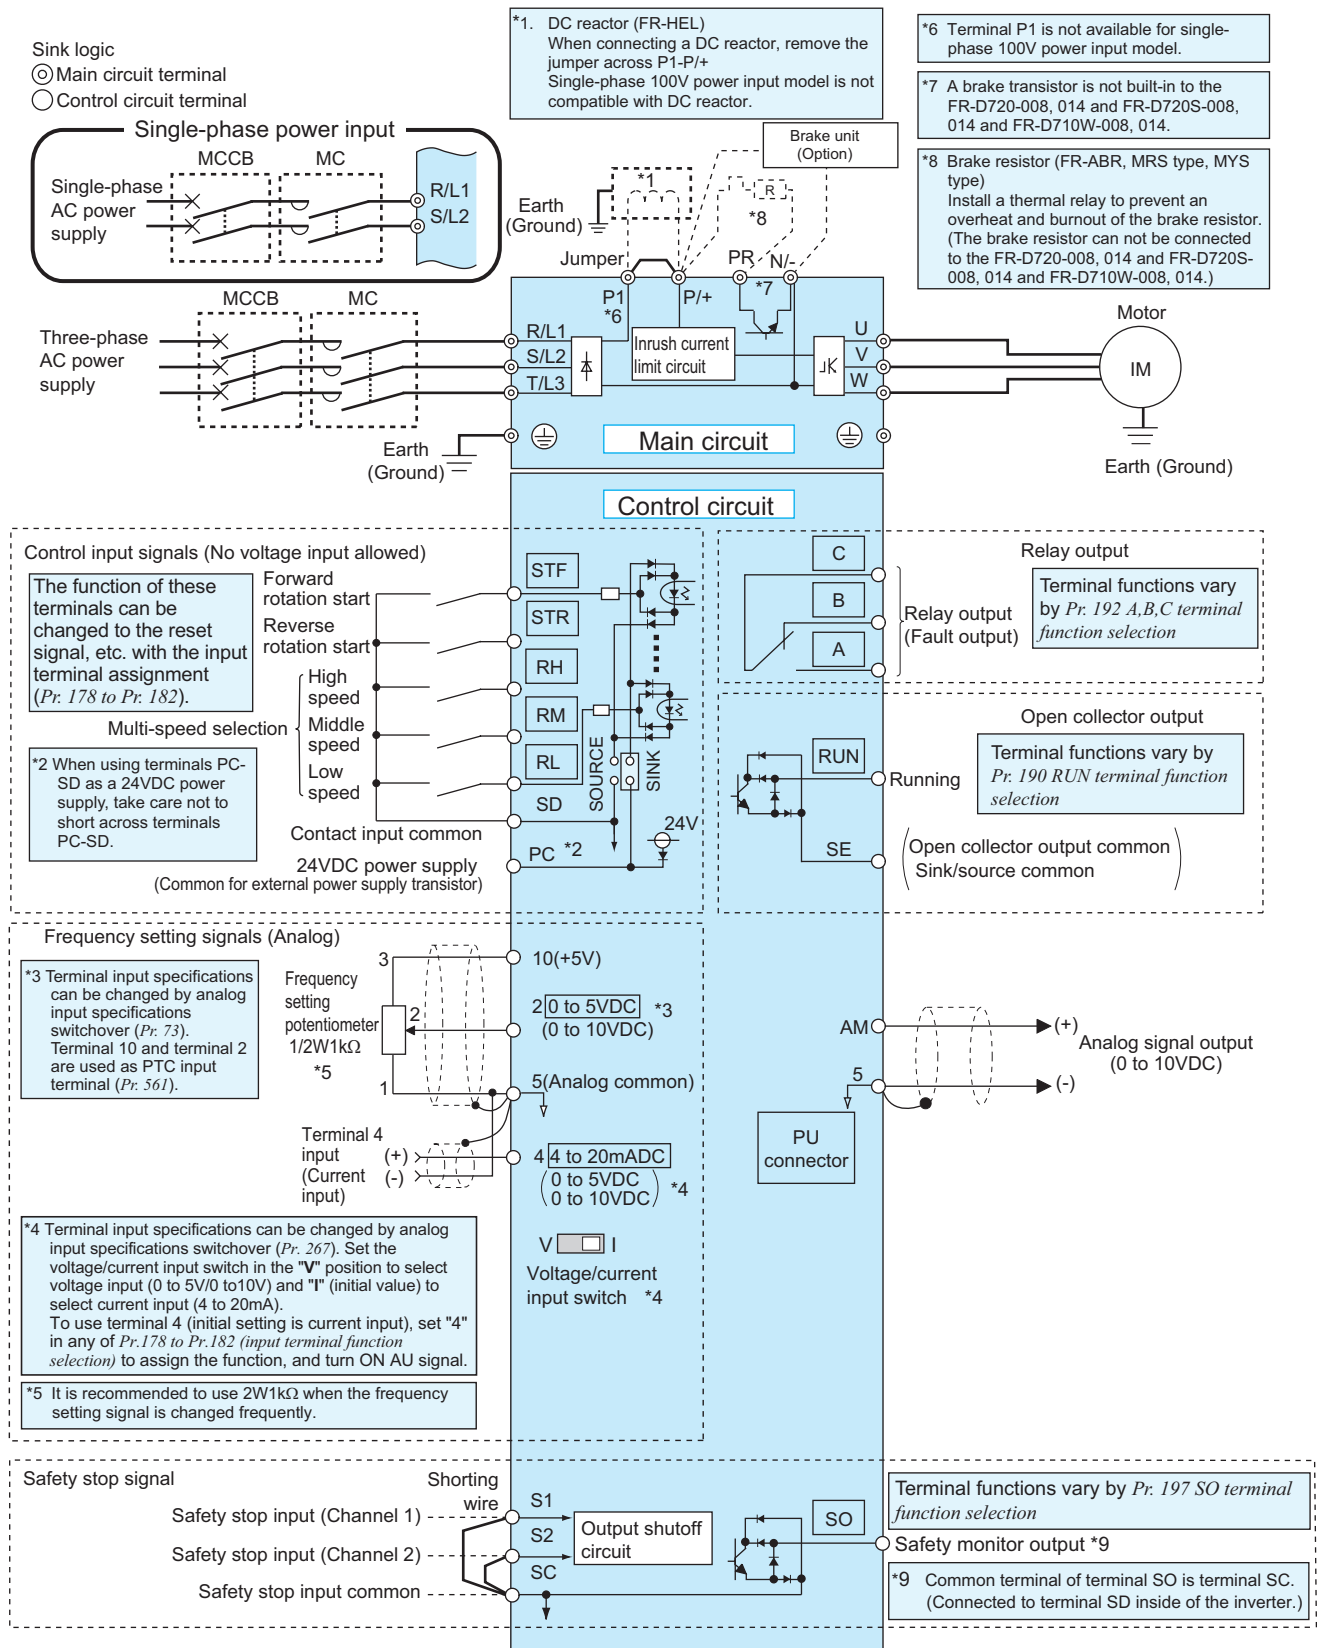 Sink logic
Main circuit terminal
Control circuit terminal
*1. DC reactor (FR-HEL)
When connecting a DC reactor, remove the
jumper across P1-P/+
Single-phase 100V power input model is not
compatible with DC reactor.
*6 Terminal P1 is not available for single-
phase 100V power input model.
*7 A brake transistor is not built-in to the
FR-D720-008, 014 and FR-D720S-008,
014 and FR-D710W-008, 014.
*8 Brake resistor (FR-ABR, MRS type, MYS
type)
Install a thermal relay to prevent an
overheat and burnout of the brake resistor.
(The brake resistor can not be connected
to the FR-D720-008, 014 and FR-D720S-
008, 014 and FR-D710W-008, 014.)
Single-phase power input
MCCB MC
Single-phase
AC power
supply
R/L1
S/L2
Brake unit
(Option)
*1
R
*8
Earth
(Ground)
Jumper
PR N/-
P1
*6
P/+
*7
MCCB MC
Three-phase
AC power
supply
R/L1
S/L2
T/L3
Inrush current
limit circuit
U
V
W
Motor
IM
Earth
(Ground)
Main circuit
Earth (Ground)
Control circuit
Control input signals (No voltage input allowed)
The function of these
terminals can be
changed to the reset
signal, etc. with the input
terminal assignment
(Pr. 178 to Pr. 182).
Forward
rotation start
Reverse
rotation start
High
speed
Multi-speed selection
Middle
speed
Low
speed
*2 When using terminals PC-
SD as a 24VDC power
supply, take care not to
short across terminals
PC-SD.
Contact input common
24VDC power supply
(Common for external power supply transistor)
STF
STR
RH
RM
RL
SD
PC *2
SOURCE
SINK
24V
C
B
A
Relay output
Terminal functions vary
by Pr. 192 A,B,C terminal
function selection
Relay output
(Fault output)
Open collector output
Terminal functions vary by
Pr. 190 RUN terminal function
selection
RUN
Running
SE
Open collector output common
Sink/source common
Frequency setting signals (Analog)
*3 Terminal input specifications
can be changed by analog
input specifications
switchover (Pr. 73).
Terminal 10 and terminal 2
are used as PTC input
terminal (Pr. 561).
Frequency
setting
potentiometer
1/2W1kΩ
*5
3
2
1
10(+5V)
2 0 to 5VDC *3
(0 to 10VDC)
5(Analog common)
Terminal 4
input
(Current
input)
(+)
(-)
4 4 to 20mADC
0 to 5VDC
0 to 10VDC
*4
AM
5
(+)
(-)
Analog signal output
(0 to 10VDC)
PU
connector
*4 Terminal input specifications can be changed by analog
input specifications switchover (Pr. 267). Set the
voltage/current input switch in the "V" position to select
voltage input (0 to 5V/0 to10V) and "I" (initial value) to
select current input (4 to 20mA).
To use terminal 4 (initial setting is current input), set "4"
in any of Pr.178 to Pr.182 (input terminal function
selection) to assign the function, and turn ON AU signal.
V I
Voltage/current
input switch *4
*5 It is recommended to use 2W1kΩ when the frequency
setting signal is changed frequently.
Safety stop signal
Shorting
wire
Safety stop input (Channel 1)
Safety stop input (Channel 2)
Safety stop input common
S1
S2
SC
Output shutoff
circuit
SO
Terminal functions vary by Pr. 197 SO terminal
function selection
Safety monitor output *9
*9 Common terminal of terminal SO is terminal SC.
(Connected to terminal SD inside of the inverter.)